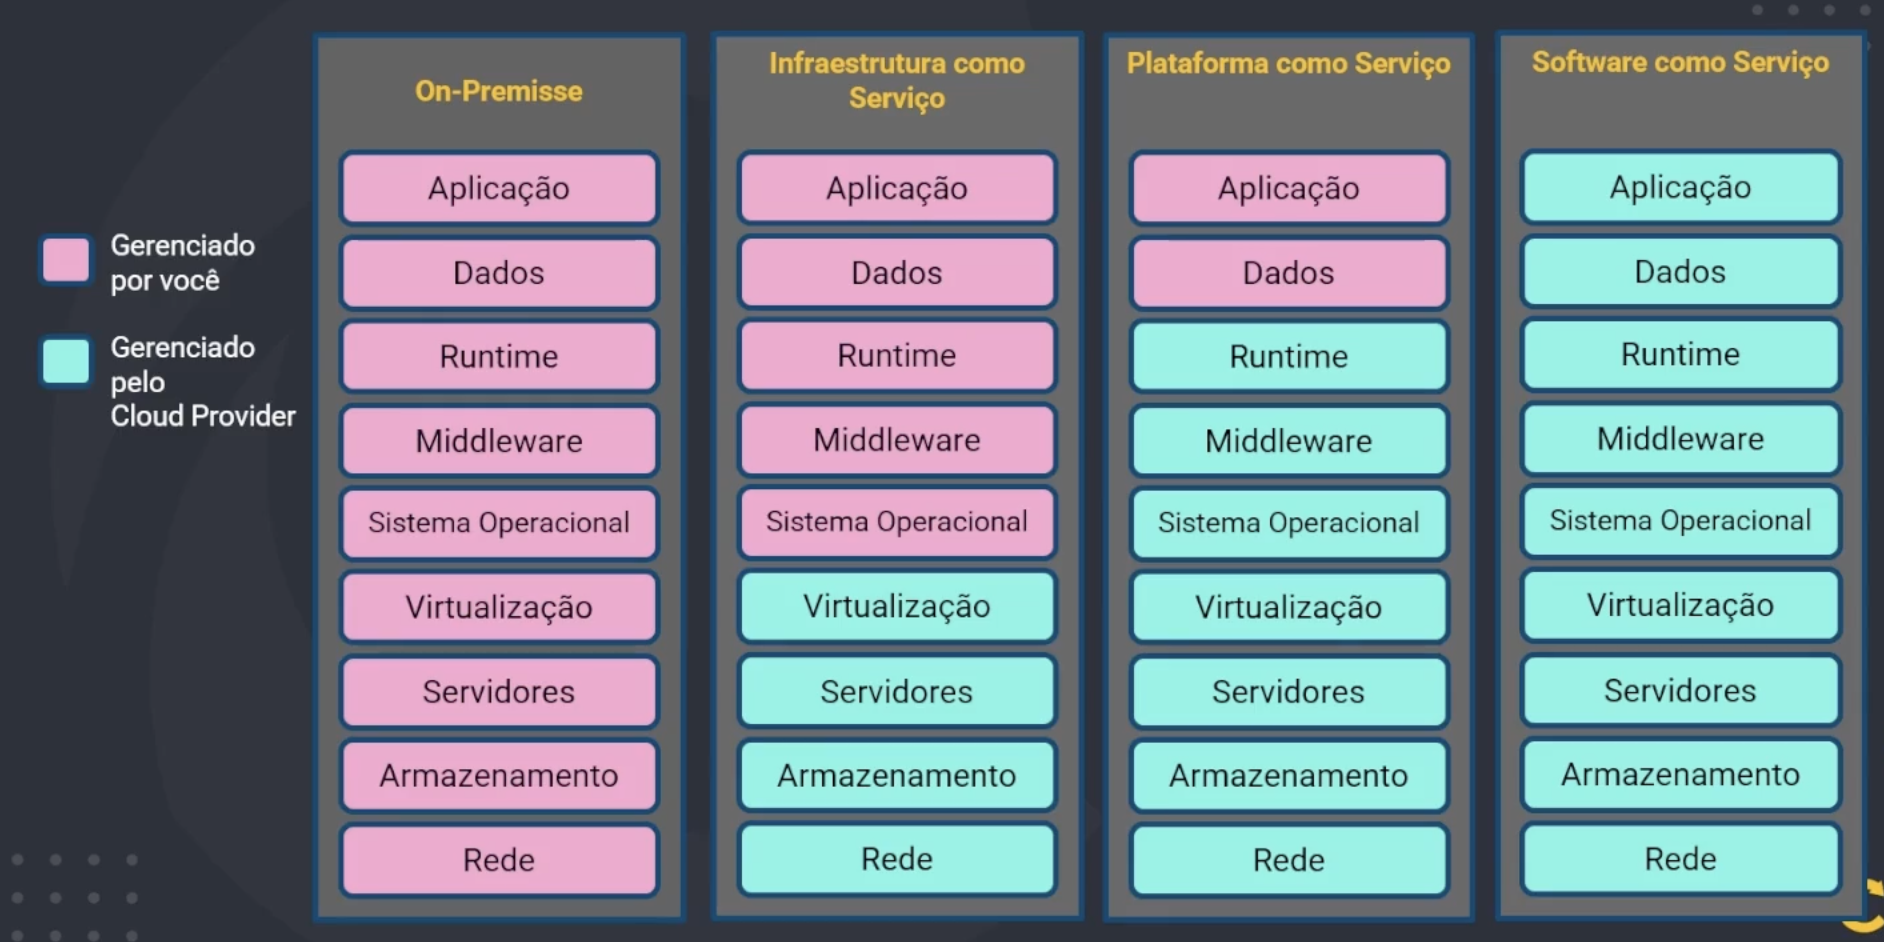 Gerenciado
por você
Gerenciado
pelo
Cloud Provider
On-Premisse
Aplicação
Dados
Runtime
Middleware
Sistema Operacional
Virtualização
Servidores
Armazenamento
Rede
Infraestrutura como
Serviço
Aplicação
Dados
Runtime
Middleware
Sistema Operacional
Virtualização
Servidores
Armazenamento
Rede
Plataforma como Serviço
Aplicação
Dados
Runtime
Middleware
Sistema Operacional
Virtualização
Servidores
Armazenamento
Rede
Software como Serviço
Aplicação
Dados
Runtime
Middleware
Sistema Operacional
Virtualização
Servidores
Armazenamento
Rede